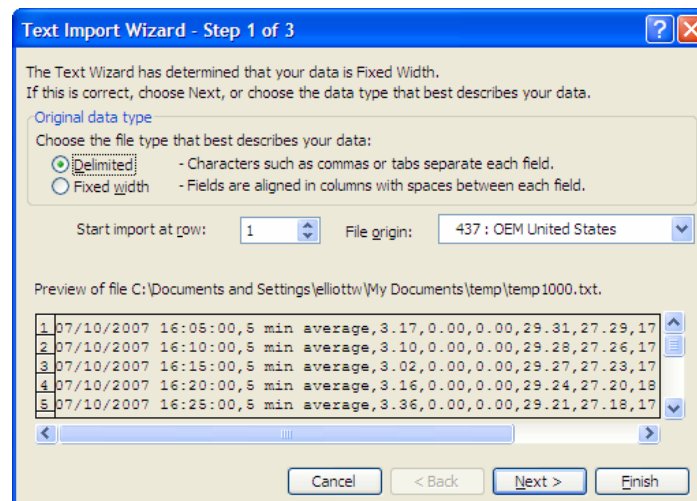 Text Import Wizard - Step 1 of 3
The Text Wizard has determined that your data is Fixed Width.
If this is correct, choose Next, or choose the data type that best describes your data.
Original data type
Choose the file type that best describes your data:
Delimited - Characters such as commas or tabs separate each field.
Fixed width - Fields are aligned in columns with spaces between each field.
Start import at row: 1 File origin: 437 : OEM United States
Preview of file C:\Documents and Settings\elliottw\My Documents\temp\temp1000.txt.
1 07/10/2007 16:05:00,5 min average,3.17,0.00,0.00,29.31,27.29,17
2 07/10/2007 16:10:00,5 min average,3.10,0.00,0.00,29.28,27.26,17
3 07/10/2007 16:15:00,5 min average,3.02,0.00,0.00,29.27,27.23,17
4 07/10/2007 16:20:00,5 min average,3.16,0.00,0.00,29.24,27.20,18
5 07/10/2007 16:25:00,5 min average,3.36,0.00,0.00,29.21,27.18,17
Cancel < Back Next > Finish